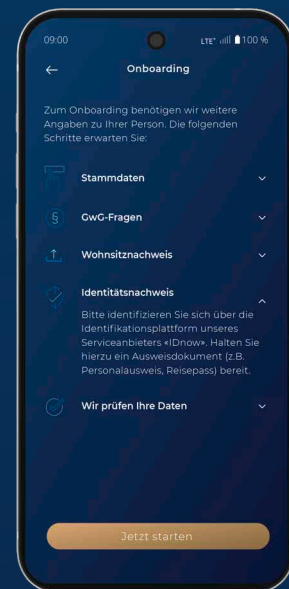 09:00 LTE+ 100 %
Onboarding
Zum Onboarding benötigen wir weitere
Angaben zu Ihrer Person. Die folgenden
Schritte erwarten Sie:
Stammdaten
§ GwG-Fragen
Wohnsitznachweis
Identitätsnachweis
Bitte identifizieren Sie sich über die
Identifikationsplattform unseres
Serviceanbieters «IDnow». Halten Sie
hierzu ein Ausweisdokument (z.B.
Personalausweis, Reisepass) bereit.
Wir prüfen Ihre Daten
Jetzt starten